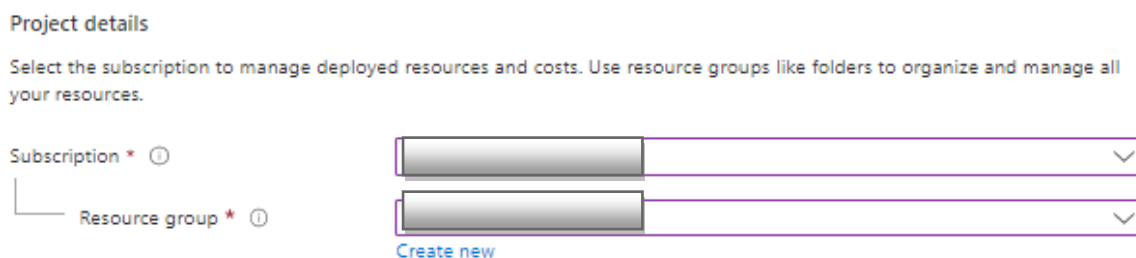 Project details
Select the subscription to manage deployed resources and costs. Use resource groups like folders to organize and manage all
your resources.
Subscription *
Resource group *
Create new